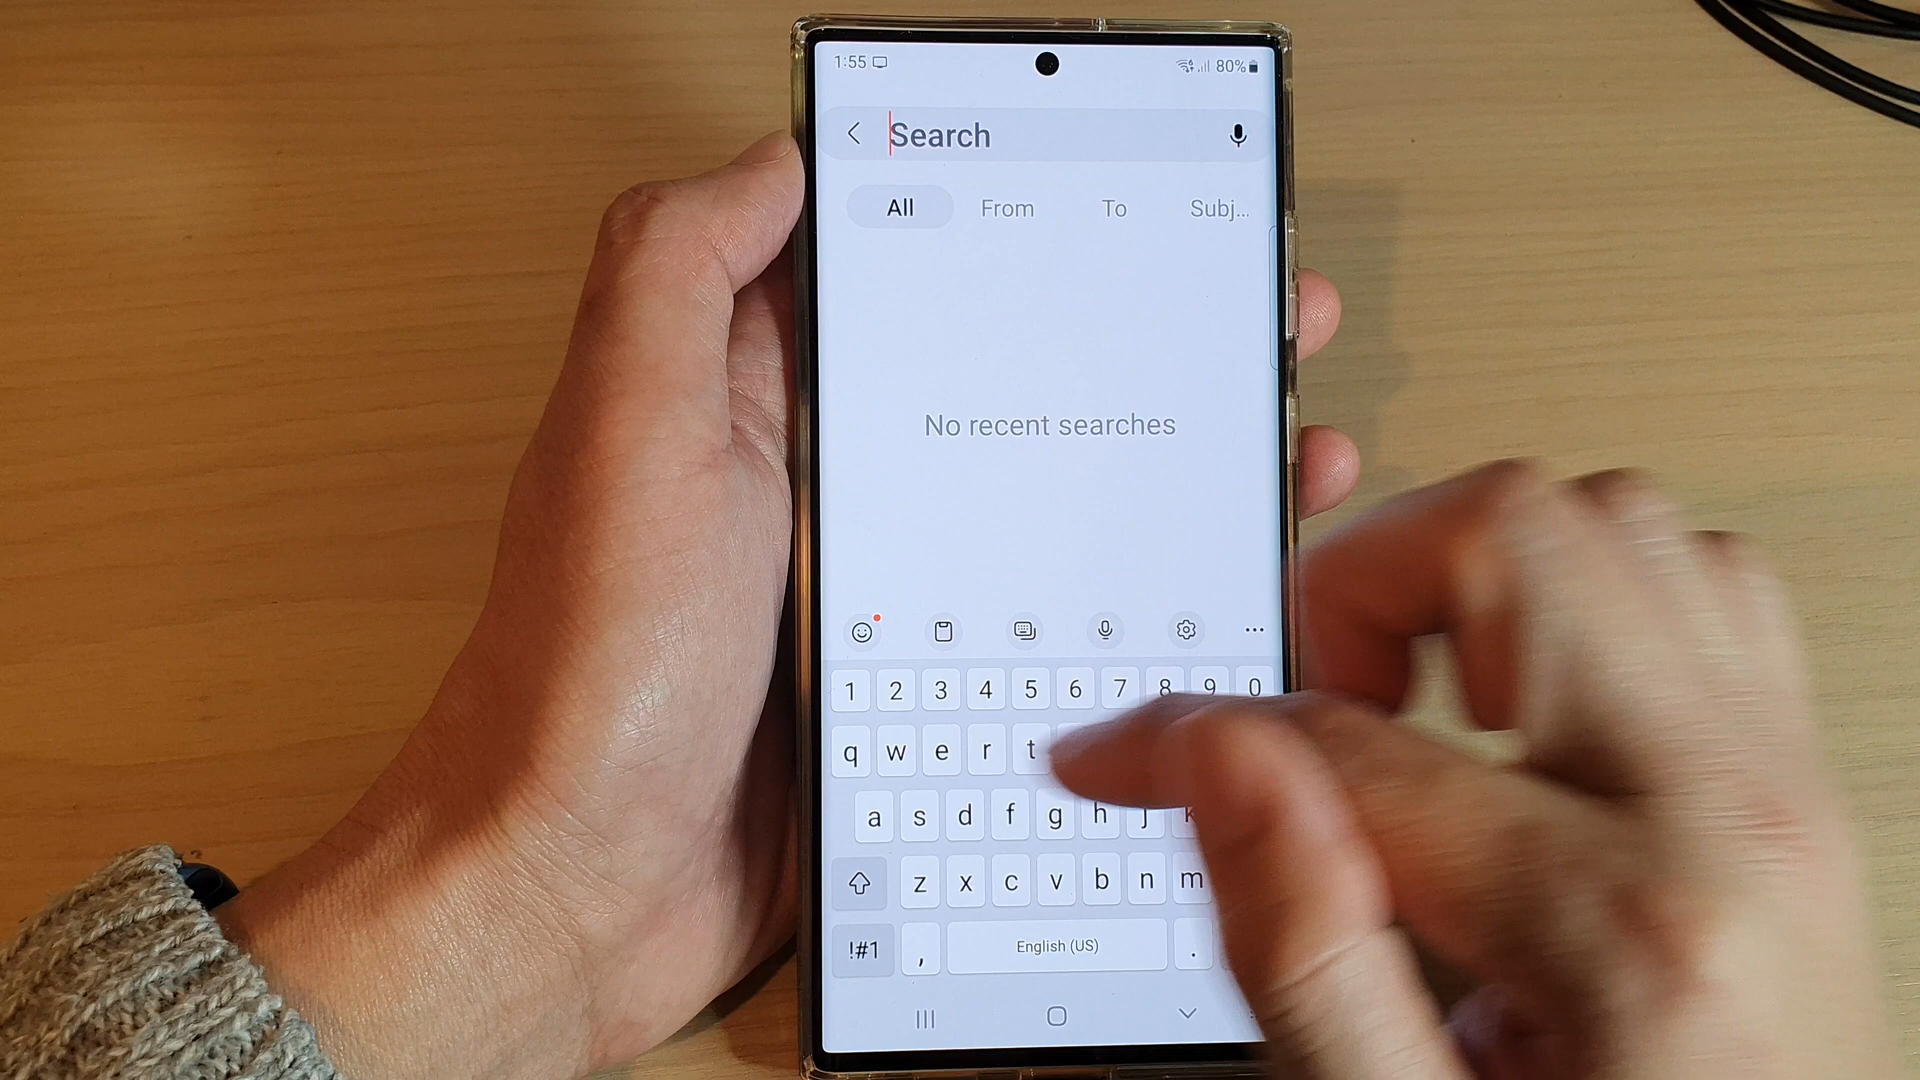 1:55 80%
Search
All From To Subj...
No recent searches
1 2 3 4 5 6 7 8 9 0
q w e r t
a s d f g h j k
z x c v b n m
!#1 , English (US) .